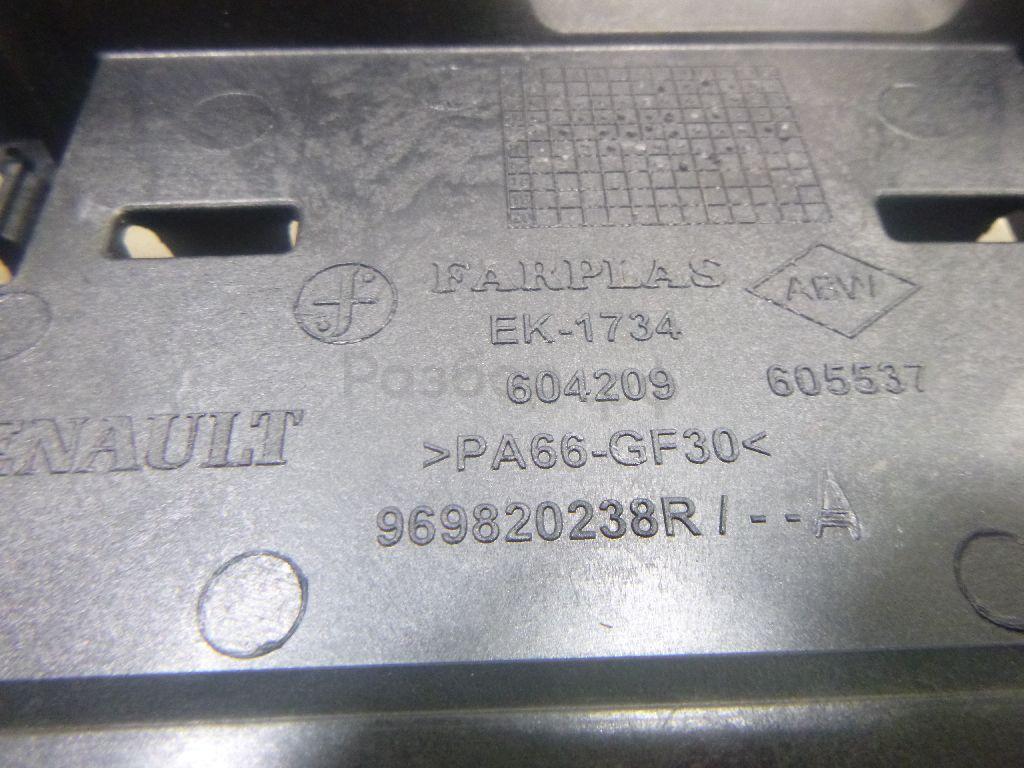 FARPLAS
EK-1734
604209 605537
ENAULT
>PA66-GF30<
969820238R / - - A